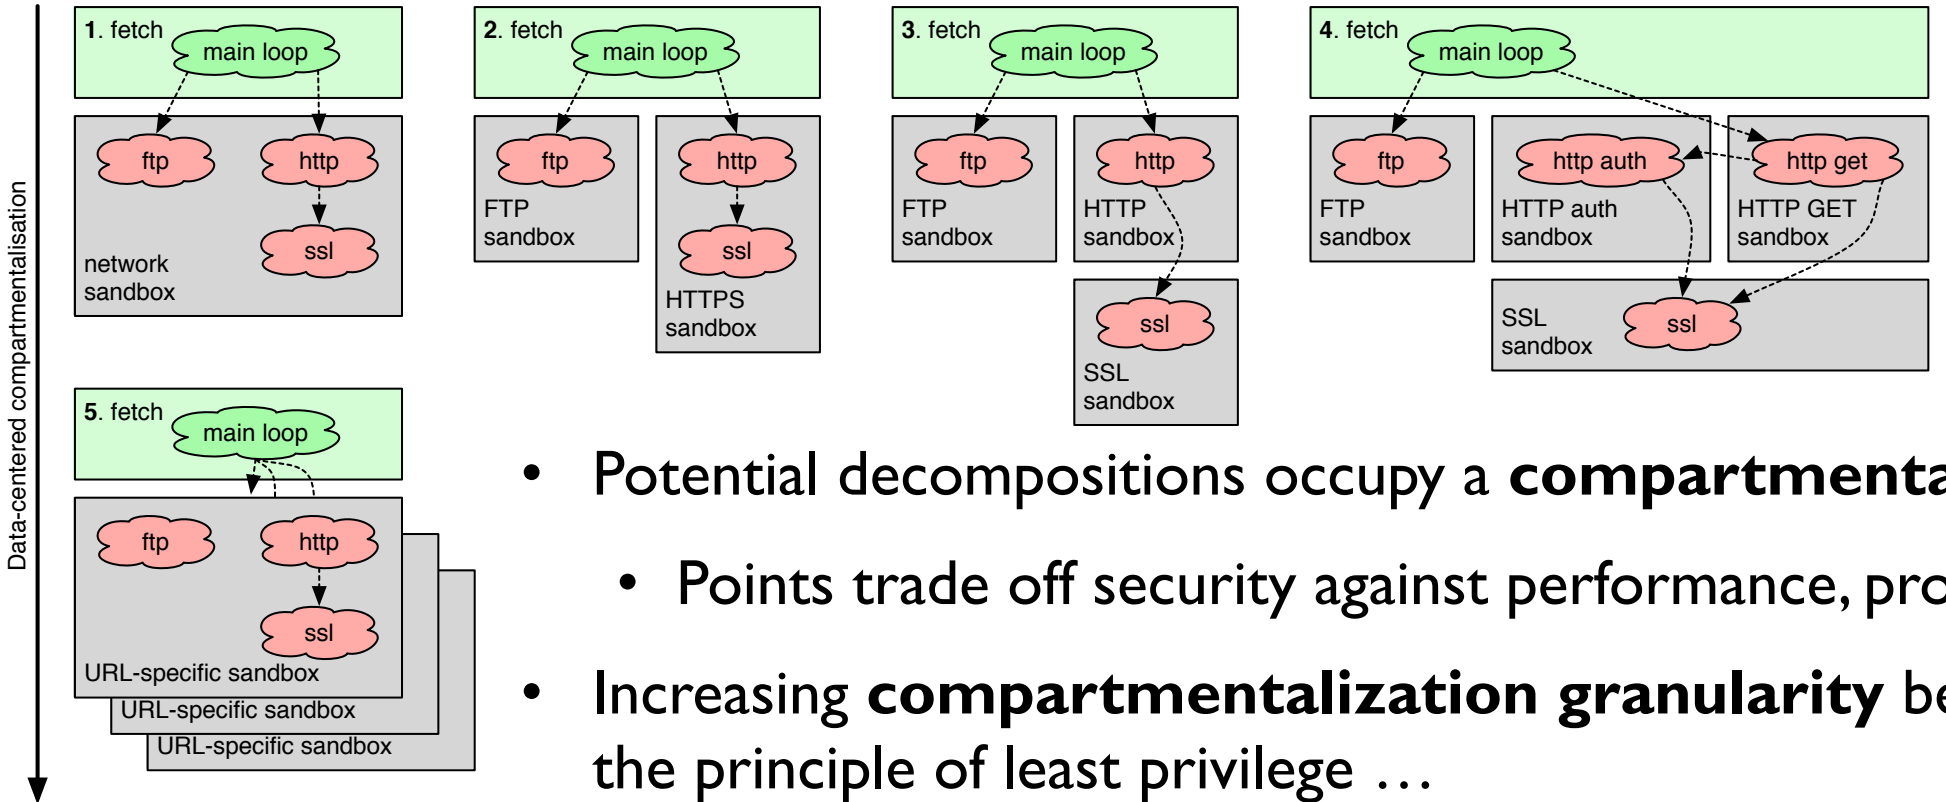 Data-centered compartmentalisation
1. fetch
main loop
ftp
http
ssl
network
sandbox
2. fetch
main loop
ftp
FTP
sandbox
http
ssl
HTTPS
sandbox
3. fetch
main loop
ftp
FTP
sandbox
http
HTTP
sandbox
ssl
SSL
sandbox
4. fetch
main loop
ftp
FTP
sandbox
http auth
HTTP auth
sandbox
http get
HTTP GET
sandbox
SSL
sandbox
ssl
5. fetch
main loop
ftp
http
ssl
URL-specific sandbox
URL-specific sandbox
URL-specific sandbox
• Potential decompositions occupy a
• Points trade off security against performance,
• Increasing compartmentalization granularity
the principle of least privilege …